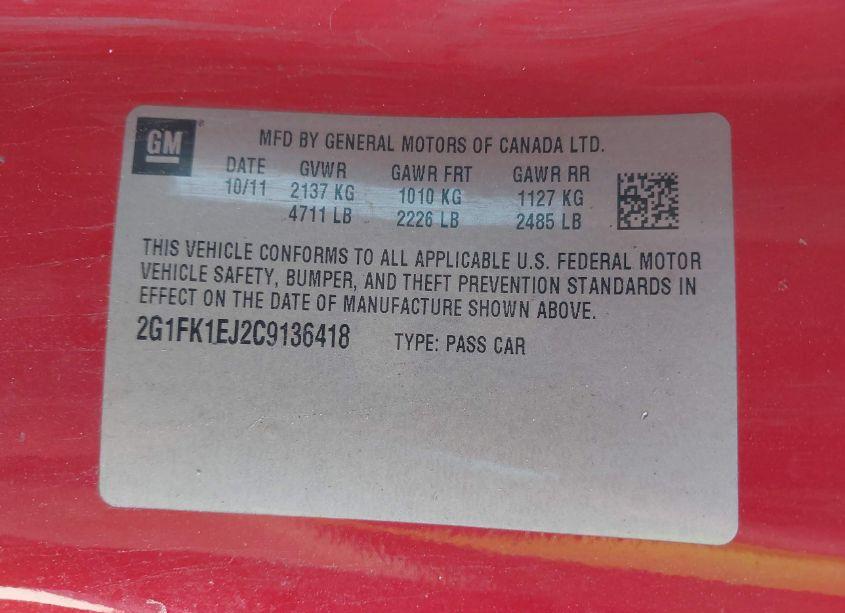 GM
MFD BY GENERAL MOTORS OF CANADA LTD.
DATE GVWR GAWR FRT GAWR RR
10/11 2137 KG 1010 KG 1127 KG
4711 LB 2226 LB 2485 LB
THIS VEHICLE CONFORMS TO ALL APPLICABLE U.S. FEDERAL MOTOR
VEHICLE SAFETY, BUMPER, AND THEFT PREVENTION STANDARDS IN
EFFECT ON THE DATE OF MANUFACTURE SHOWN ABOVE.
2G1FK1EJ2C9136418 TYPE: PASS CAR